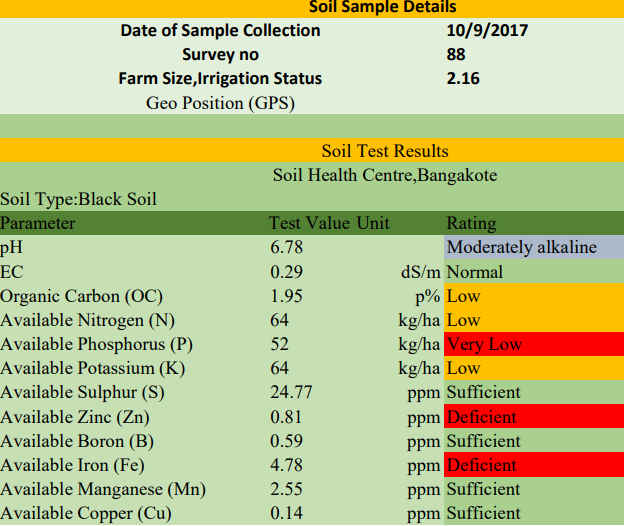 Soil Sample Details
Date of Sample Collection 10/9/2017
Survey no 88
Farm Size,Irrigation Status 2.16
Geo Position (GPS)
Soil Test Results
Soil Health Centre,Bangakote
Soil Type:Black Soil
Parameter Test Value Unit Rating
pH 6.78 Moderately alkaline
EC 0.29 dS/m Normal
Organic Carbon (OC) 1.95 p% Low
Available Nitrogen (N) 64 kg/ha Low
Available Phosphorus (P) 52 kg/ha Very Low
Available Potassium (K) 64 kg/ha Low
Available Sulphur (S) 24.77 ppm Sufficient
Available Zinc (Zn) 0.81 ppm Deficient
Available Boron (B) 0.59 ppm Sufficient
Available Iron (Fe) 4.78 ppm Deficient
Available Manganese (Mn) 2.55 ppm Sufficient
Available Copper (Cu) 0.14 ppm Sufficient